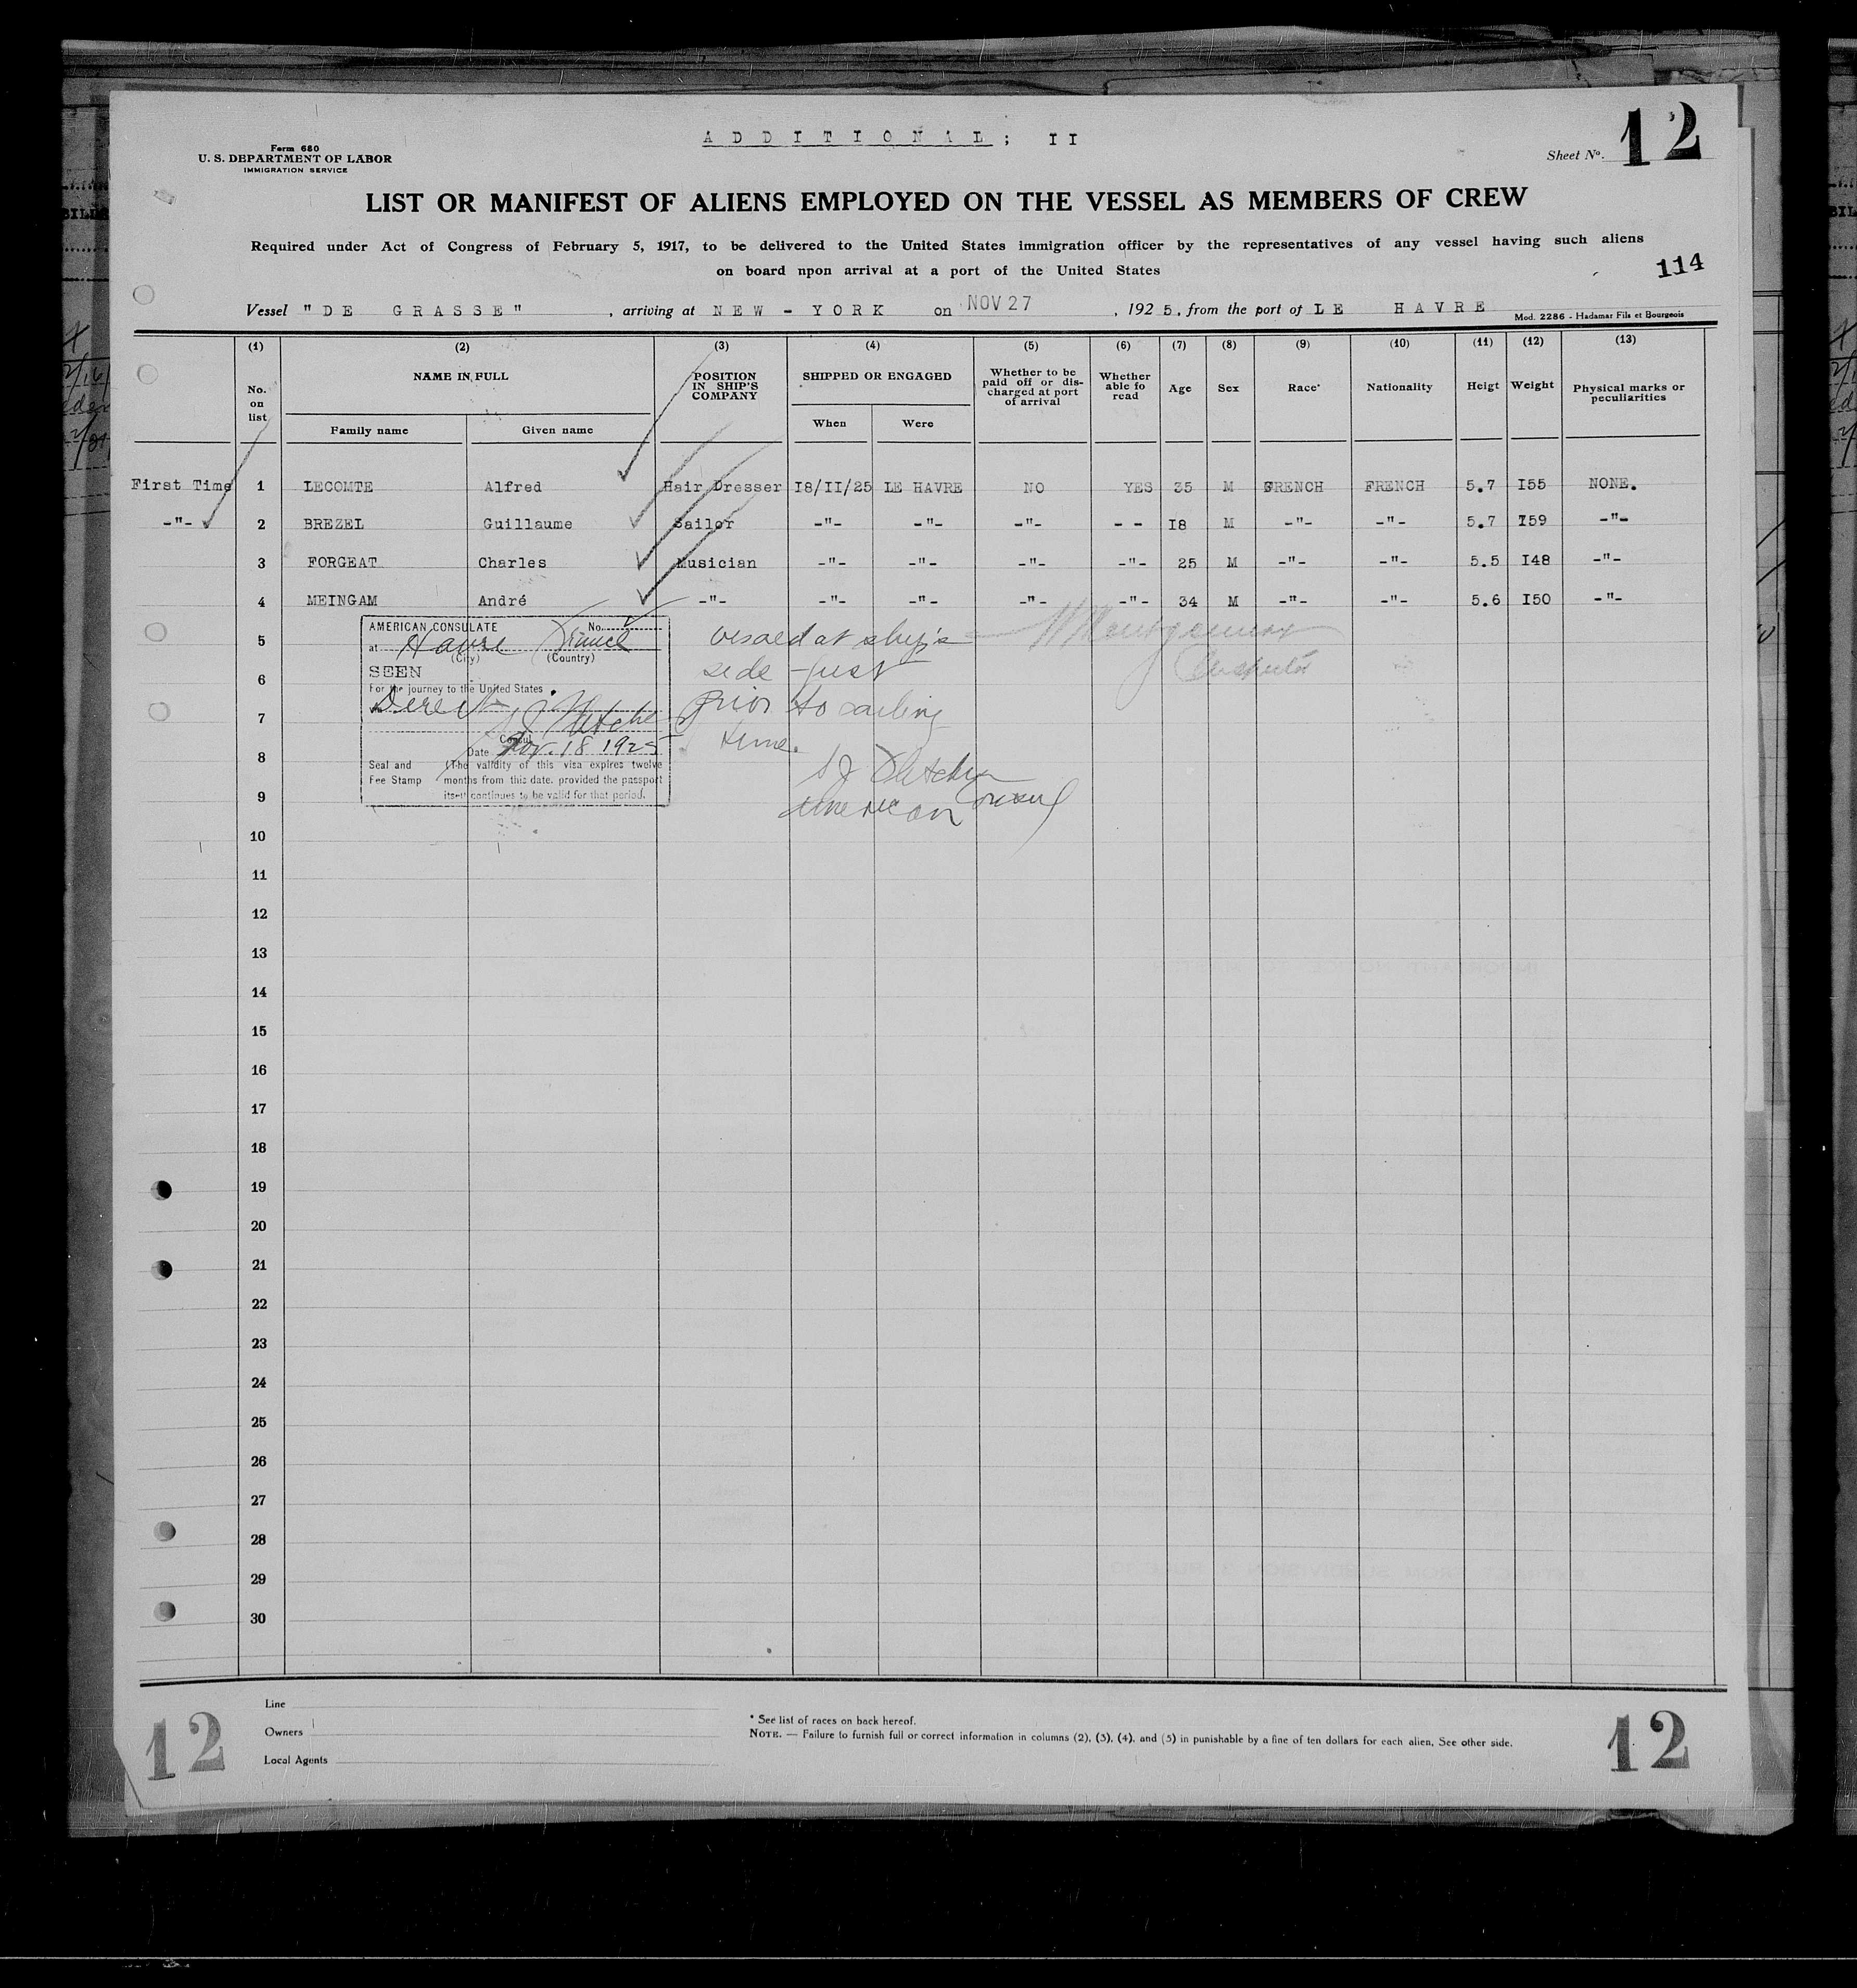 ADDITIONAL; II
Form 680
U. S. DEPARTMENT OF LABOR
IMMIGRATION SERVICE
Sheet No. 12
LIST OR MANIFEST OF ALIENS EMPLOYED ON THE VESSEL AS MEMBERS OF CREW
Required under Act of Congress of February 5, 1917, to be delivered to the United States immigration officer by the representatives of any vessel having such aliens
on board npon arrival at a port of the United States
114
Vessel "DE GRASSE", arriving at NEW-YORK on NOV 27, 1925, from the port of LE HAVRE
Mod. 2286 - Hadamar Fils et Bourgeois
(1) (2) (3) (4) (5) (6) (7) (8) (9) (10) (11) (12) (13)
No. on list NAME IN FULL POSITION IN SHIP'S COMPANY SHIPPED OR ENGAGED Whether to be paid off or discharged at port of arrival Whether able fo read Age Sex Race* Nationality Heigt Weight Physical marks or peculiarities
Family name Given name When Were
First Time 1 LECOMTE Alfred Hair Dresser I8/II/25 LE HAVRE NO YES 35 M FRENCH FRENCH 5.7 I55 NONE.
-"- 2 BREZEL Guillaume Sailor -"- -"- -"- - - I8 M -"- -"- 5.7 I59 -"-
3 FORGEAT Charles Musician -"- -"- -"- -"- 25 M -"- -"- 5.5 I48 -"-
4 MEINGAM André -"- -"- -"- -"- -"- 34 M -"- -"- 5.6 I50 -"-
AMERICAN CONSULATE No.
at Havre France
(City) (Country)
SEEN
For the journey to the United States
via Direct
Consul
Date Nov. 18 1925
Seal and Fee Stamp (The validity of this visa expires twelve
months from this date, provided the passport
itself continues to be valid for that period.
visaed at ship's
side just
prior to sailing
time.
American Consul
W Montgomery
5
6
7
8
9
10
11
12
13
14
15
16
17
18
19
20
21
22
23
24
25
26
27
28
29
30
Line
Owners
Local Agents
* See list of races on back hereof.
NOTE. — Failure to furnish full or correct information in columns (2), (3), (4), and (5) in punishable by a fine of ten dollars for each alien, See other side.
12
12